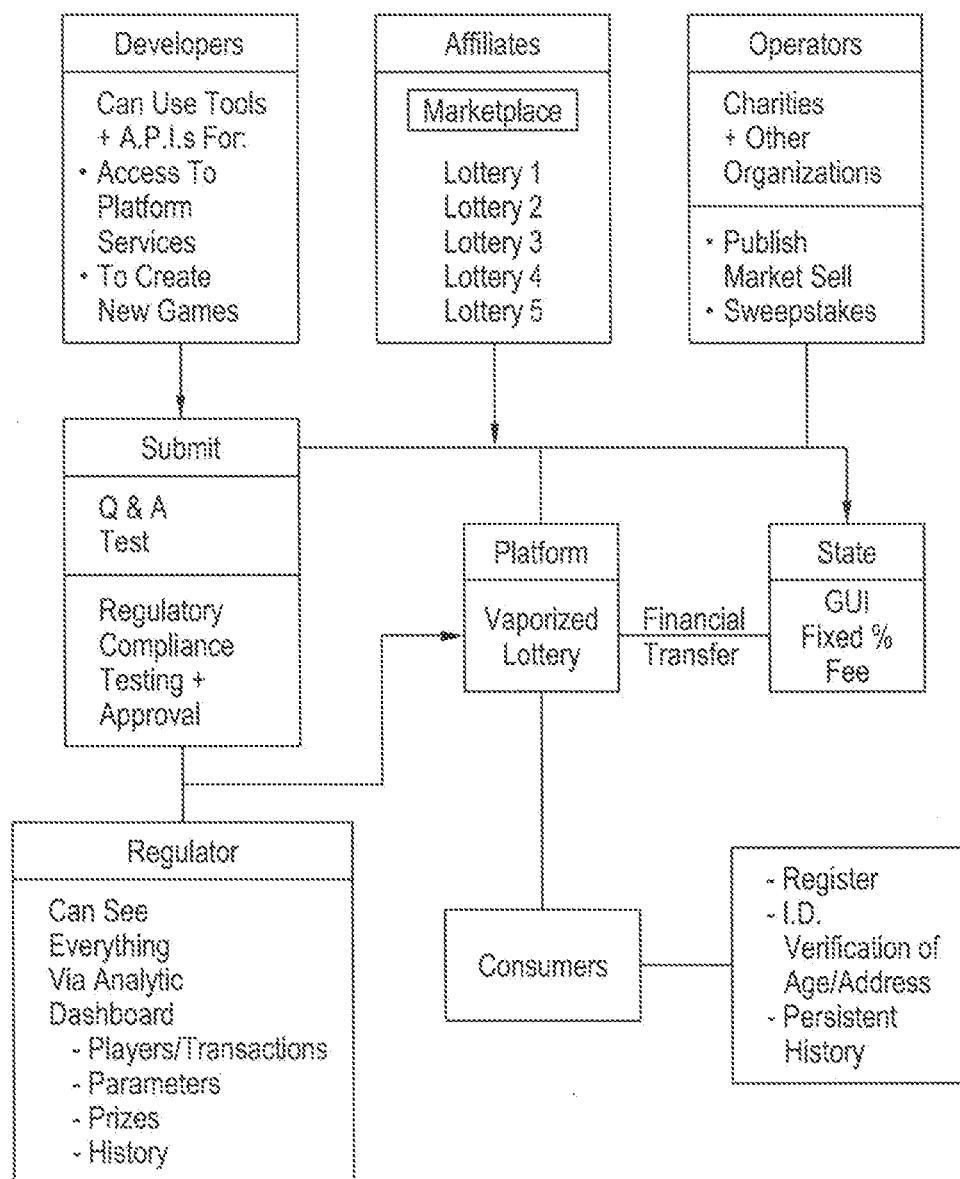 Developers
Can Use Tools
+ A.P.I.s For:
• Access To
Platform
Services
• To Create
New Games
Affiliates
Marketplace
Lottery 1
Lottery 2
Lottery 3
Lottery 4
Lottery 5
Operators
Charities
+ Other
Organizations
• Publish
Market Sell
• Sweepstakes
Submit
Q & A
Test
Regulatory
Compliance
Testing +
Approval
Platform
Vaporized
Lottery
Financial
Transfer
State
GUI
Fixed %
Fee
Regulator
Can See
Everything
Via Analytic
Dashboard
- Players/Transactions
- Parameters
- Prizes
- History
Consumers
- Register
- I.D.
Verification of
Age/Address
- Persistent
History